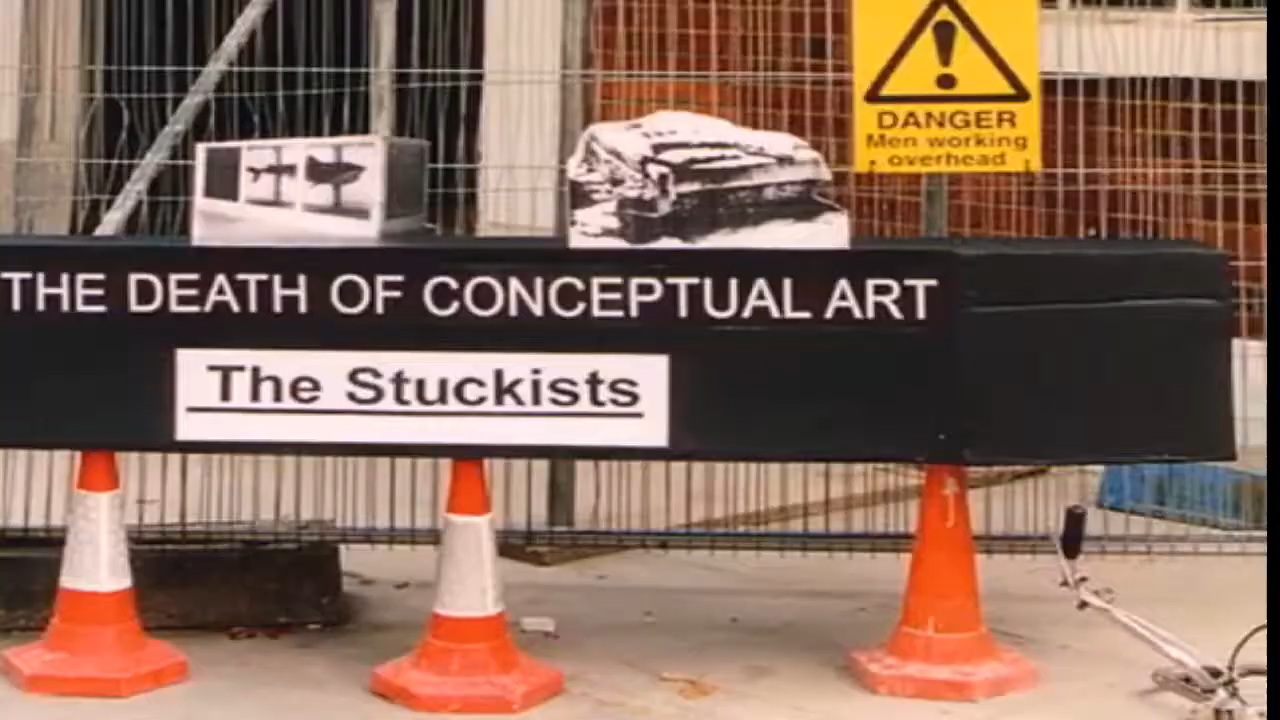 DANGER
Men working
overhead
THE DEATH OF CONCEPTUAL ART
The Stuckists